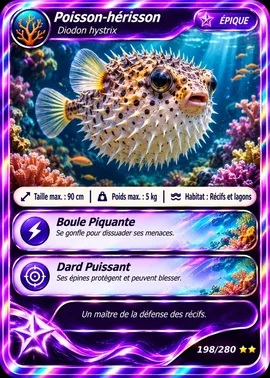 Poisson-hérisson
Diodon hystrix
ÉPIQUE
Taille max. : 90 cm | Poids max. : 5 kg | Habitat : Récifs et lagons
Boule Piquante
Se gonfle pour dissuader ses menaces.
Dard Puissant
Ses épines protègent et peuvent blesser.
Un maître de la défense des récifs.
198/280 ★★